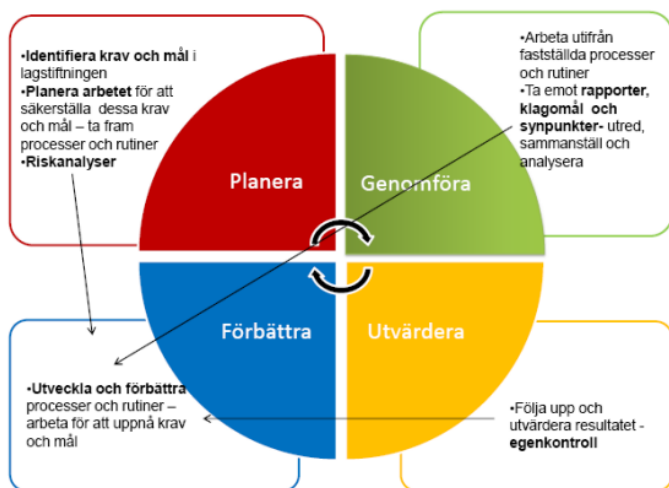 •Identifiera krav och mål i
lagstiftningen
•Planera arbetet för att
säkerställa dessa krav
och mål – ta fram
processer och rutiner
•Riskanalyser
•Arbeta utifrån
fastställda processer
och rutiner
•Ta emot rapporter,
klagomål och
synpunkter- utred,
sammanställ och
analysera
Planera
Genomföra
Förbättra
Utvärdera
•Utveckla och förbättra
processer och rutiner –
arbeta för att uppnå krav
och mål
•Följa upp och
utvärdera resultatet -
egenkontroll